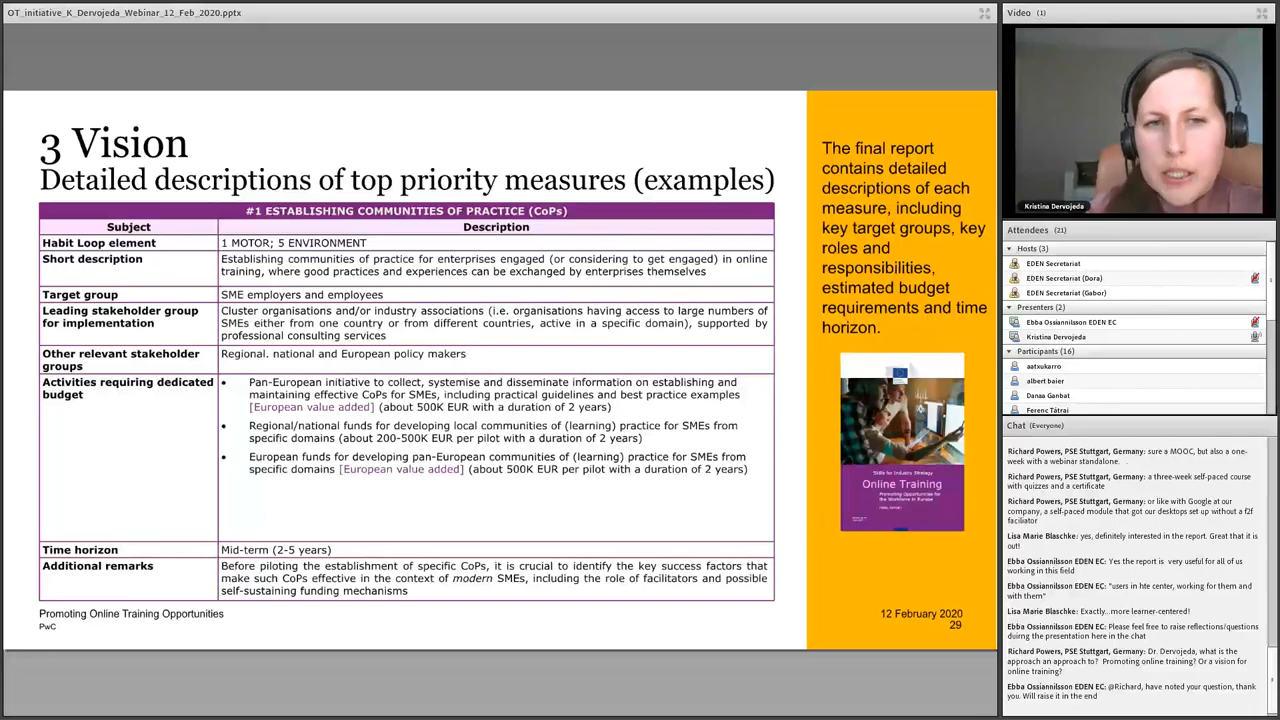 OT_initiative_K_Dervojeda_Webinar_12_Feb_2020.pptx
3 Vision
Detailed descriptions of top priority measures (examples)
#1 ESTABLISHING COMMUNITIES OF PRACTICE (CoPs)
Subject Description
Habit Loop element 1 MOTOR; 5 ENVIRONMENT
Short description Establishing communities of practice for enterprises engaged (or considering to get engaged) in online
training, where good practices and experiences can be exchanged by enterprises themselves
Target group SME employers and employees
Leading stakeholder group Cluster organisations and/or industry associations (i.e. organisations having access to large numbers of
for implementation SMEs either from one country or from different countries, active in a specific domain), supported by
professional consulting services
Other relevant stakeholder Regional. national and European policy makers
groups
Activities requiring dedicated • Pan-European initiative to collect, systemise and disseminate information on establishing and
budget maintaining effective CoPs for SMEs, including practical guidelines and best practice examples
[European value added] (about 500K EUR with a duration of 2 years)
• Regional/national funds for developing local communities of (learning) practice for SMEs from
specific domains (about 200-500K EUR per pilot with a duration of 2 years)
• European funds for developing pan-European communities of (learning) practice for SMEs from
specific domains [European value added] (about 500K EUR per pilot with a duration of 2 years)
Time horizon Mid-term (2-5 years)
Additional remarks Before piloting the establishment of specific CoPs, it is crucial to identify the key success factors that
make such CoPs effective in the context of modern SMEs, including the role of facilitators and possible
self-sustaining funding mechanisms
Promoting Online Training Opportunities
PwC
The final report
contains detailed
descriptions of each
measure, including
key target groups, key
roles and
responsibilities,
estimated budget
requirements and time
horizon.
Skills for Industry Strategy
Online Training
Promoting Opportunities for
the Workforce in Europe
12 February 2020
29
Video (1)
Kristina Dervojeda
Attendees (21)
Hosts (3)
EDEN Secretariat
EDEN Secretariat (Dora)
EDEN Secretariat (Gabor)
Presenters (2)
Ebba Ossiannilsson EDEN EC
Kristina Dervojeda
Participants (16)
aatxukarro
albert baier
Danaa Ganbat
Ferenc Tátrai
Chat (Everyone)
Richard Powers, PSE Stuttgart, Germany: sure a MOOC, but also a one-
week with a webinar standalone.
Richard Powers, PSE Stuttgart, Germany: a three-week self-paced course
with quizzes and a certificate
Richard Powers, PSE Stuttgart, Germany: or like with Google at our
company, a self-paced module that got our desktops set up without a f2f
faciliator
Lisa Marie Blaschke: yes, definitely interested in the report. Great that it is
out!
Ebba Ossiannilsson EDEN EC: Yes the report is very useful for all of us
working in this field
Ebba Ossiannilsson EDEN EC: "users in hte center, working for them and
with them"
Lisa Marie Blaschke: Exactly...more learner-centered!
Ebba Ossiannilsson EDEN EC: Please feel free to raise reflections/questions
duirng the presentation here in the chat
Richard Powers, PSE Stuttgart, Germany: Dr. Dervojeda, what is the
approach an approach to? Promoting online training? Or a vision for
online training?
Ebba Ossiannilsson EDEN EC: @Richard, have noted your question, thank
you. Will raise it in the end